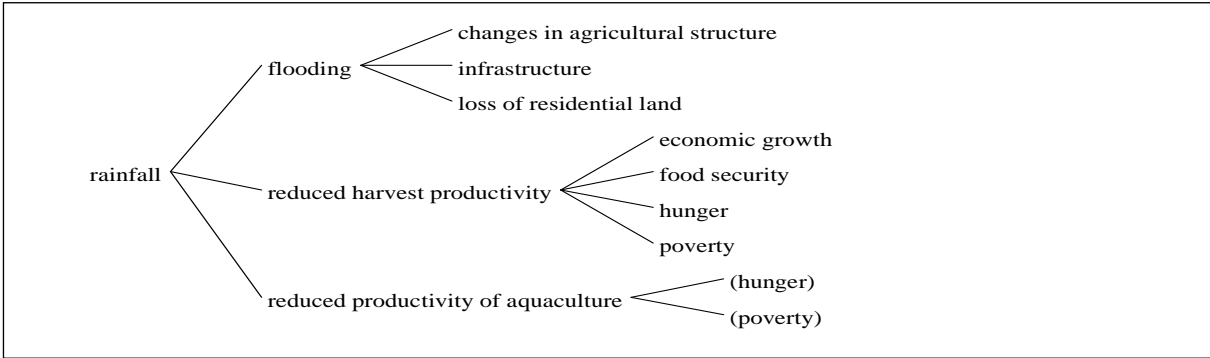 changes in agricultural structure
flooding
infrastructure
loss of residential land
economic growth
rainfall
food security
reduced harvest productivity
hunger
poverty
(hunger)
reduced productivity of aquaculture
(poverty)